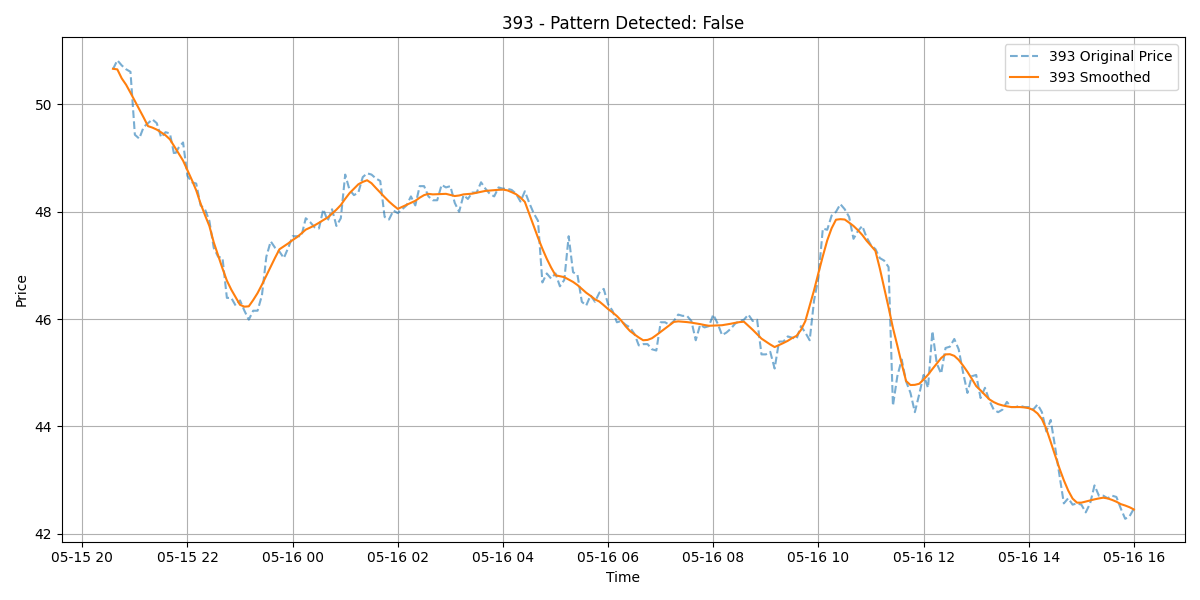 393 - Pattern Detected: False
393 Original Price
393 Smoothed
Price
50
48
46
44
42
05-15 20 05-15 22 05-16 00 05-16 02 05-16 04 05-16 06 05-16 08 05-16 10 05-16 12 05-16 14 05-16 16
Time